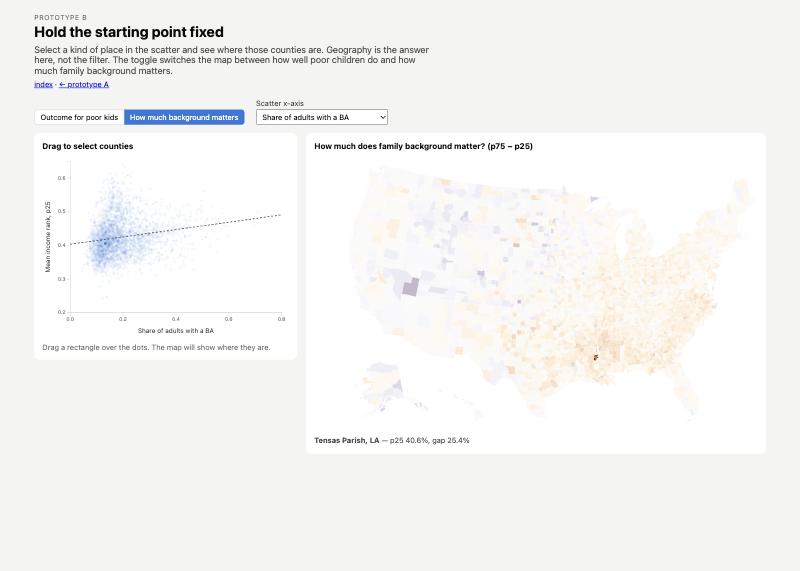 PROTOTYPE B
Hold the starting point fixed
Select a kind of place in the scatter and see where those counties are. Geography is the answer
here, not the filter. The toggle switches the map between how well poor children do and how
much family background matters.
index · ← prototype A
Scatter x-axis
Outcome for poor kids
How much background matters
Share of adults with a BA
Drag to select counties
0.6
0.5
0.4
0.3
0.2
Mean income rank, p25
0.0
0.2
0.4
0.6
0.8
Share of adults with a BA
Drag a rectangle over the dots. The map will show where they are.
How much does family background matter? (p75 − p25)
Tensas Parish, LA — p25 40.6%, gap 25.4%